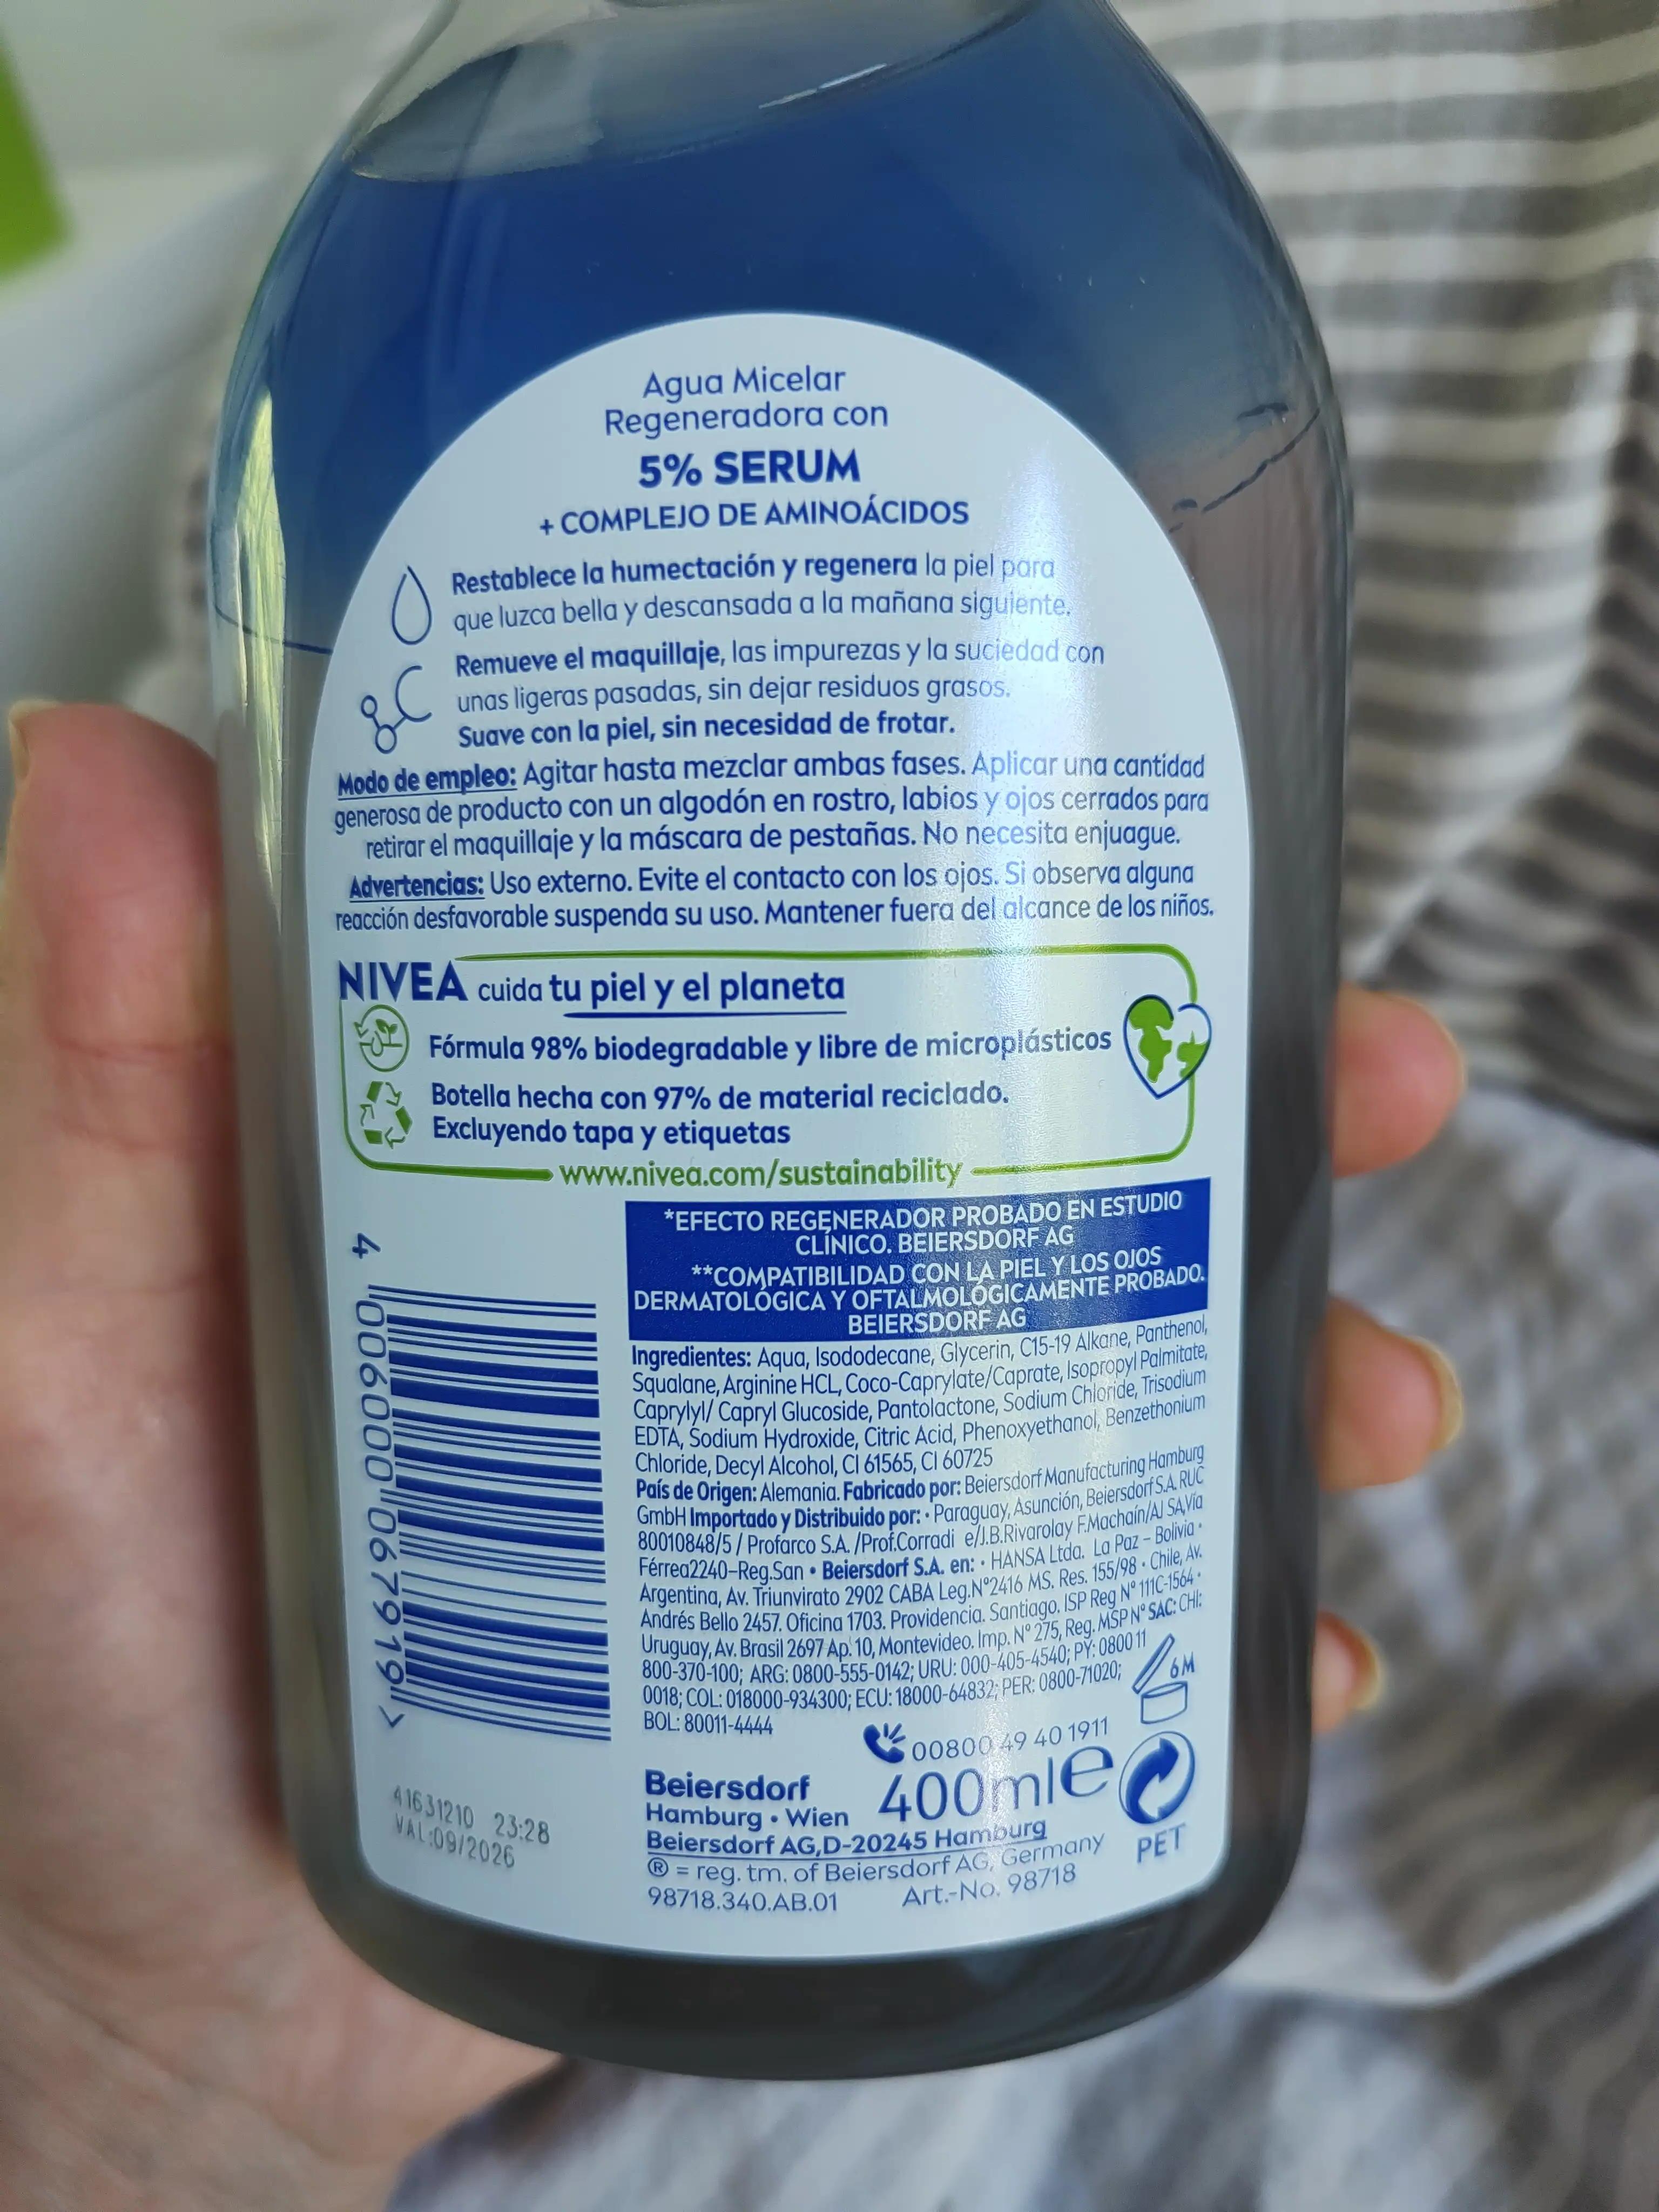 Agua Micelar
Regeneradora con
5% SERUM
+ COMPLEJO DE AMINOÁCIDOS
Restablece la humectación y regenera la piel para
que luzca bella y descansada a la mañana siguiente.
Remueve el maquillaje, las impurezas y la suciedad con
unas ligeras pasadas, sin dejar residuos grasos.
Suave con la piel, sin necesidad de frotar.
Modo de empleo: Agitar hasta mezclar ambas fases. Aplicar una cantidad
generosa de producto con un algodón en rostro, labios y ojos cerrados para
retirar el maquillaje y la máscara de pestañas. No necesita enjuague.
Advertencias: Uso externo. Evite el contacto con los ojos. Si observa alguna
reacción desfavorable suspenda su uso. Mantener fuera del alcance de los niños.
NIVEA cuida tu piel y el planeta
Fórmula 98% biodegradable y libre de microplásticos
Botella hecha con 97% de material reciclado.
Excluyendo tapa y etiquetas
www.nivea.com/sustainability
*EFECTO REGENERADOR PROBADO EN ESTUDIO
CLÍNICO. BEIERSDORF AG
**COMPATIBILIDAD CON LA PIEL Y LOS OJOS
DERMATOLÓGICA Y OFTALMOLÓGICAMENTE PROBADO.
BEIERSDORF AG
Ingredientes: Aqua, Isododecane, Glycerin, C15-19 Alkane, Panthenol,
Squalane, Arginine HCL, Coco-Caprylate/Caprate, Isopropyl Palmitate,
Caprylyl/ Capryl Glucoside, Pantolactone, Sodium Chloride, Trisodium
EDTA, Sodium Hydroxide, Citric Acid, Phenoxyethanol, Benzethonium
Chloride, Decyl Alcohol, CI 61565, CI 60725
País de Origen: Alemania. Fabricado por: Beiersdorf Manufacturing Hamburg
GmbH Importado y Distribuido por: • Paraguay, Asunción, Beiersdorf S.A. RUC
80010848/5 / Profarco S.A. /Prof.Corradi e/J.B.Rivarolay F.Machaín/AJ SA,Vía
Férrea2240–Reg.San • Beiersdorf S.A. en: • HANSA Ltda. La Paz – Bolivia •
Argentina, Av. Triunvirato 2902 CABA Leg.N°2416 MS. Res. 155/98 • Chile, Av.
Andrés Bello 2457. Oficina 1703. Providencia. Santiago. ISP Reg N° 111C-1564 •
Uruguay, Av. Brasil 2697 Ap. 10, Montevideo. Imp. N° 275, Reg. MSP N° SAC: CHI:
800-370-100; ARG: 0800-555-0142; URU: 000-405-4540; PY: 0800 11
0018; COL: 018000-934300; ECU: 18000-64832; PER: 0800-71020;
BOL: 80011-4444
6M
00800 49 40 1911
Beiersdorf
Hamburg • Wien
400ml e
Beiersdorf AG,D-20245 Hamburg
® = reg. tm. of Beiersdorf AG, Germany
98718.340.AB.01 Art.-No. 98718
PET
4 006000 067919 >
41631210 23:28
VAL:09/2026